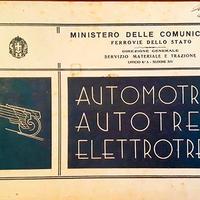 MINISTERO DELLE COMUNIC
FERROVIE DELLO STATO
DIREZIONE GENERALE
SERVIZIO MATERIALE E TRAZIONE
AUTOMOTR
AUTOTRE
ELETTROTRE